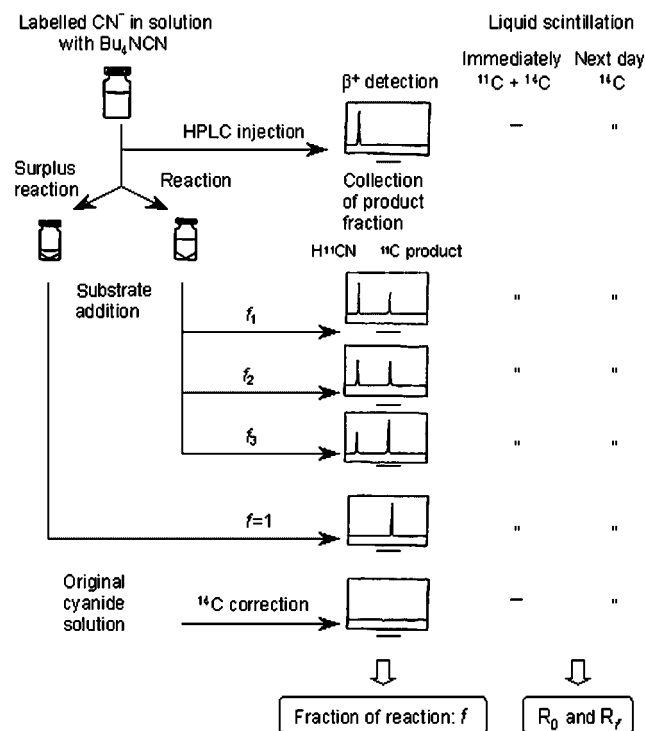 Labelled CN⁻ in solution
with Bu₄NCN
Liquid scintillation
Immediately Next day
¹¹C + ¹⁴C ¹⁴C
β⁺ detection
HPLC injection
– "
Surplus
reaction
Reaction
Collection
of product
fraction
H¹¹CN ¹¹C product
Substrate
addition
f₁ " "
f₂ " "
f₃ " "
f=1 " "
Original
cyanide
solution
¹⁴C correction – "
Fraction of reaction: f
R₀ and R_f